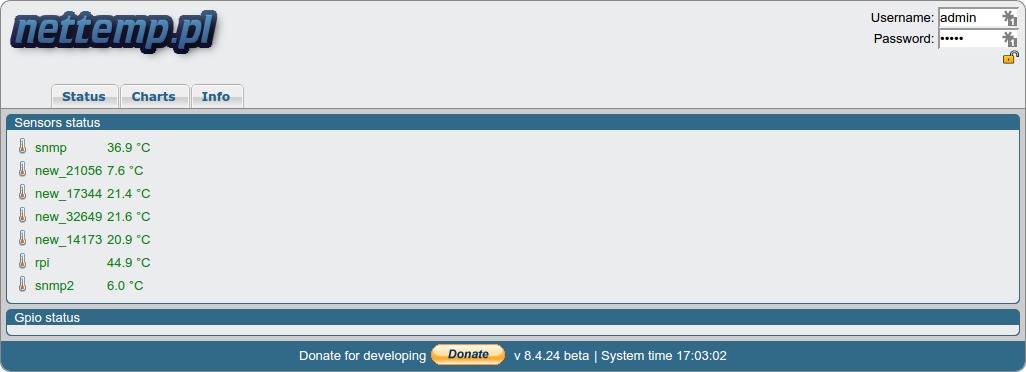 nettemp.pl
Username: admin
Password: •••••
Status Charts Info
Sensors status
snmp 36.9 °C
new_21056 7.6 °C
new_17344 21.4 °C
new_32649 21.6 °C
new_14173 20.9 °C
rpi 44.9 °C
snmp2 6.0 °C
Gpio status
Donate for developing Donate v 8.4.24 beta | System time 17:03:02